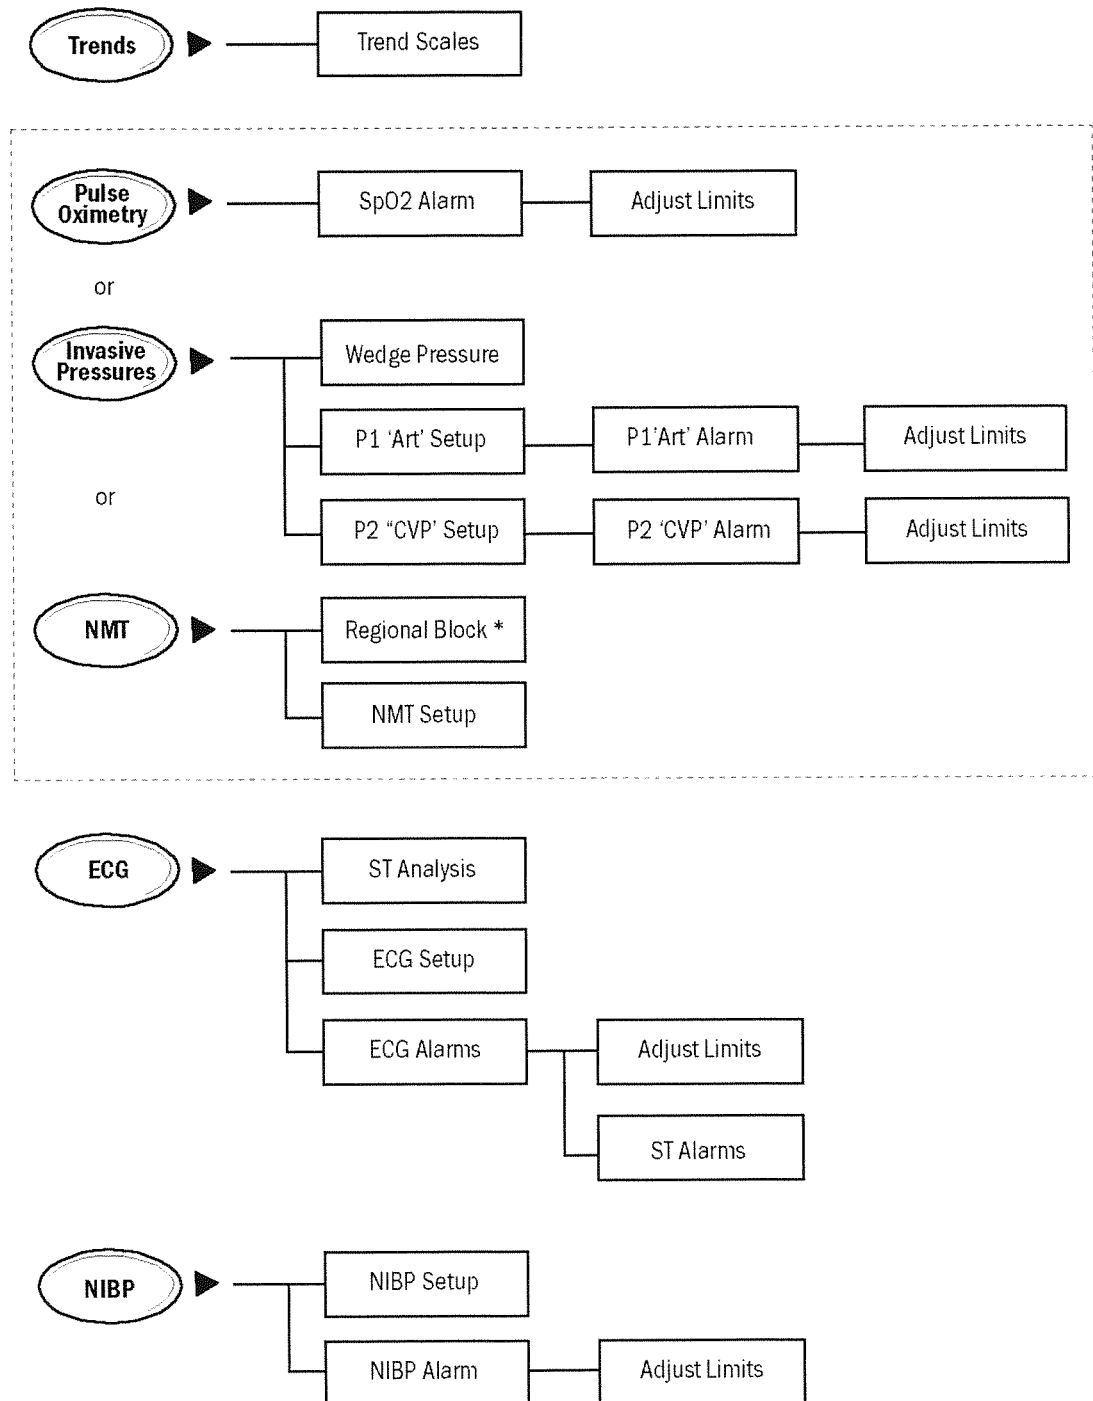 Trends
Trend Scales
Pulse
Oximetry
SpO2 Alarm
Adjust Limits
or
Invasive
Pressures
Wedge Pressure
P1 ‘Art’ Setup
P1’Art’ Alarm
Adjust Limits
or
P2 “CVP’ Setup
P2 ‘CVP’ Alarm
Adjust Limits
NMT
Regional Block *
NMT Setup
ECG
ST Analysis
ECG Setup
ECG Alarms
Adjust Limits
ST Alarms
NIBP
NIBP Setup
NIBP Alarm
Adjust Limits